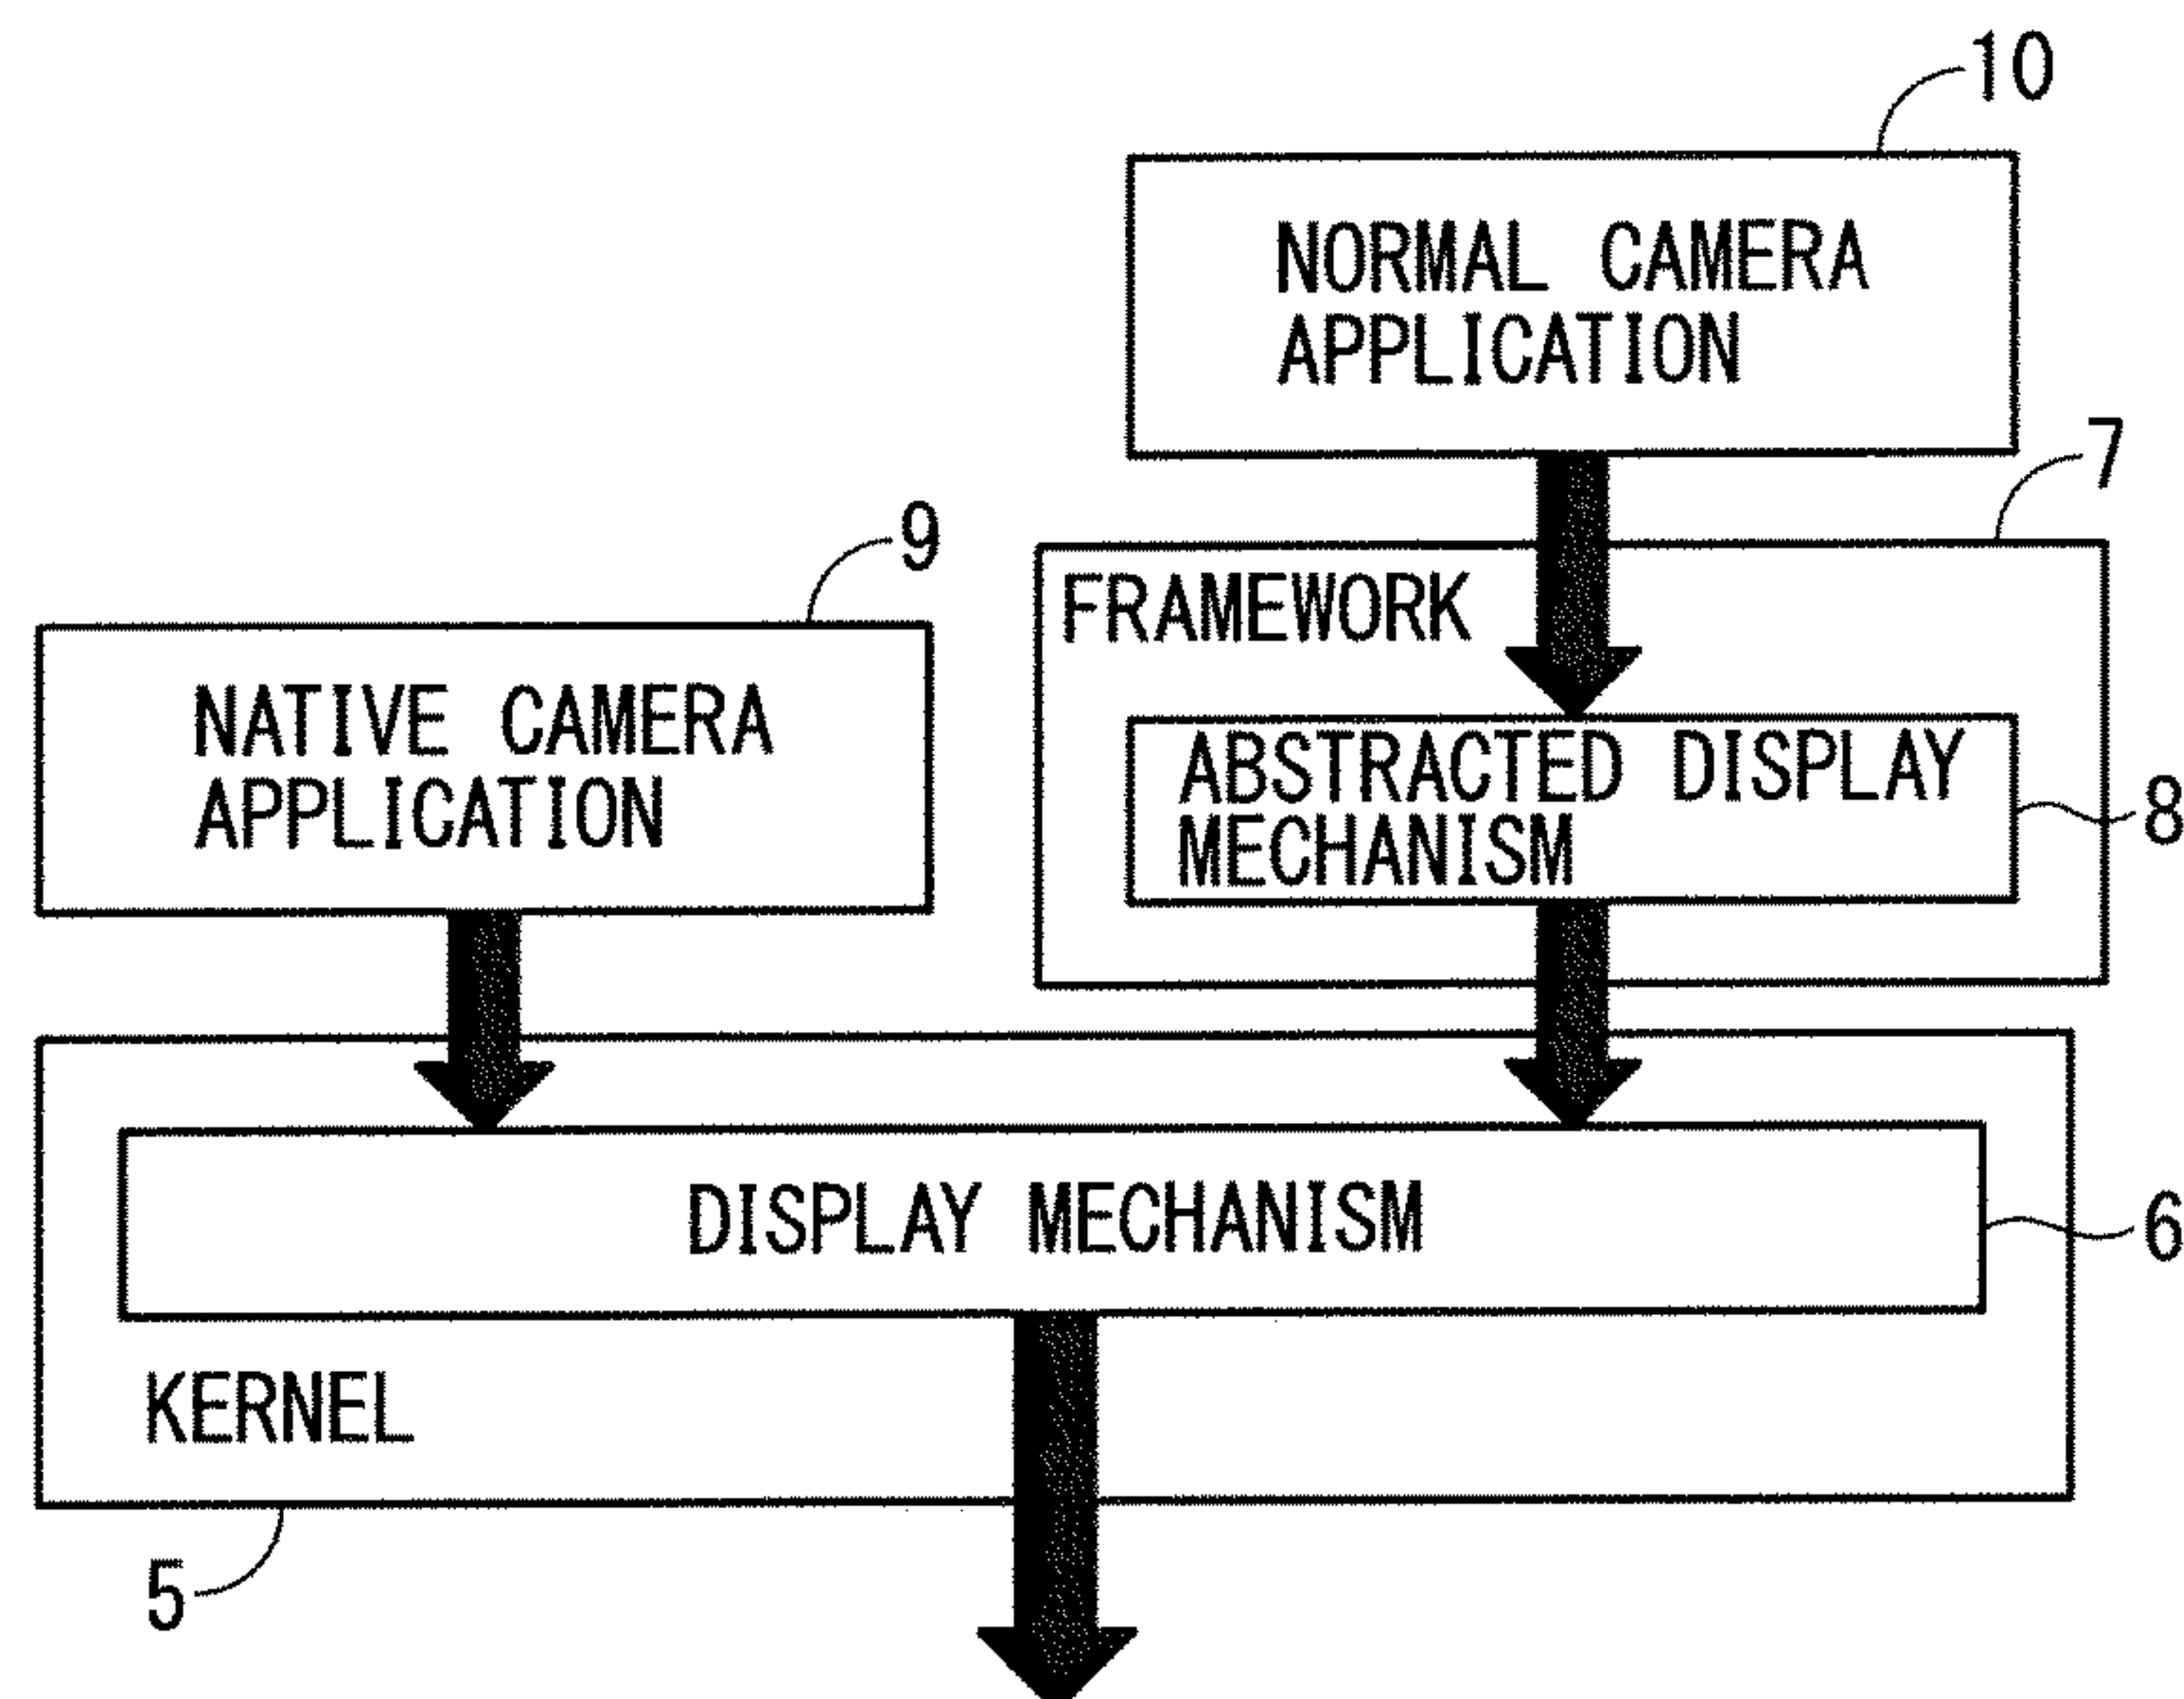 10
NORMAL CAMERA
APPLICATION
7
9
FRAMEWORK
NATIVE CAMERA
APPLICATION
ABSTRACTED DISPLAY
MECHANISM
8
DISPLAY MECHANISM
6
KERNEL
5